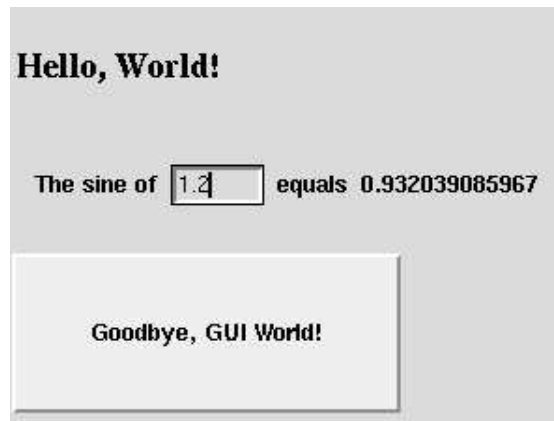 Hello, World!
The sine of 1.2 equals 0.932039085967
Goodbye, GUI World!